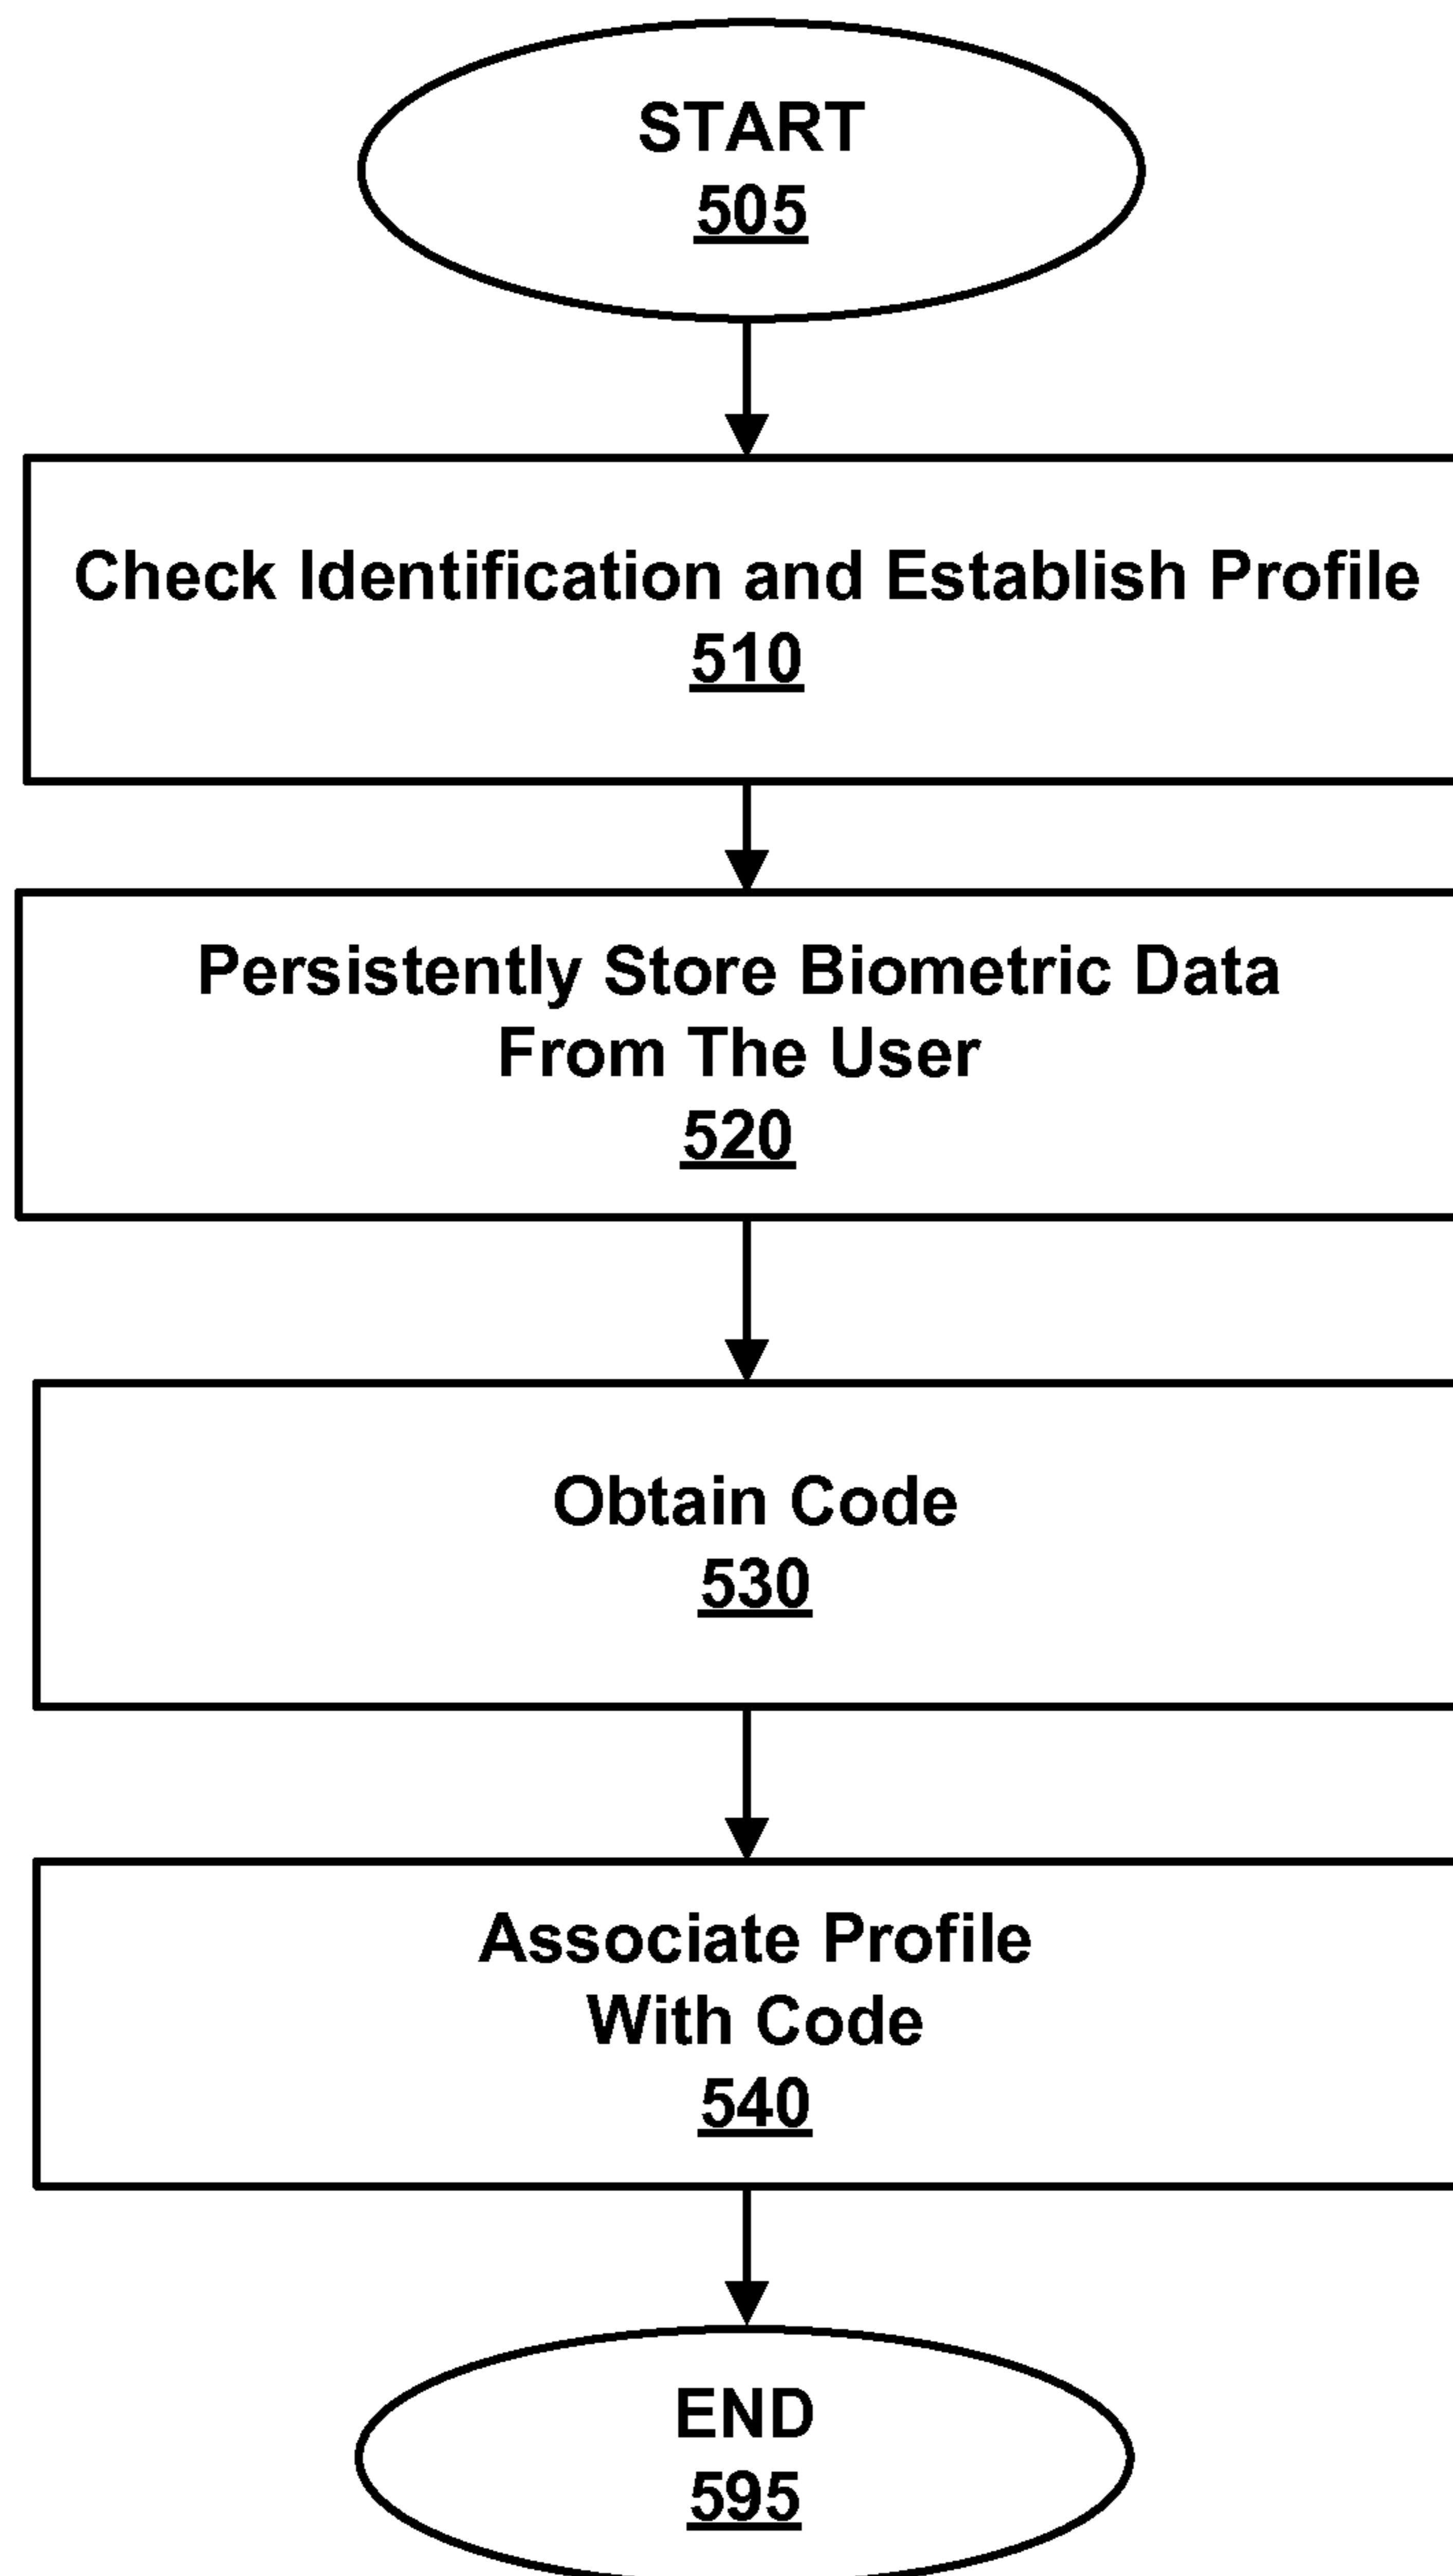 START
505
Check Identification and Establish Profile
510
Persistently Store Biometric Data
From The User
520
Obtain Code
530
Associate Profile
With Code
540
END
595